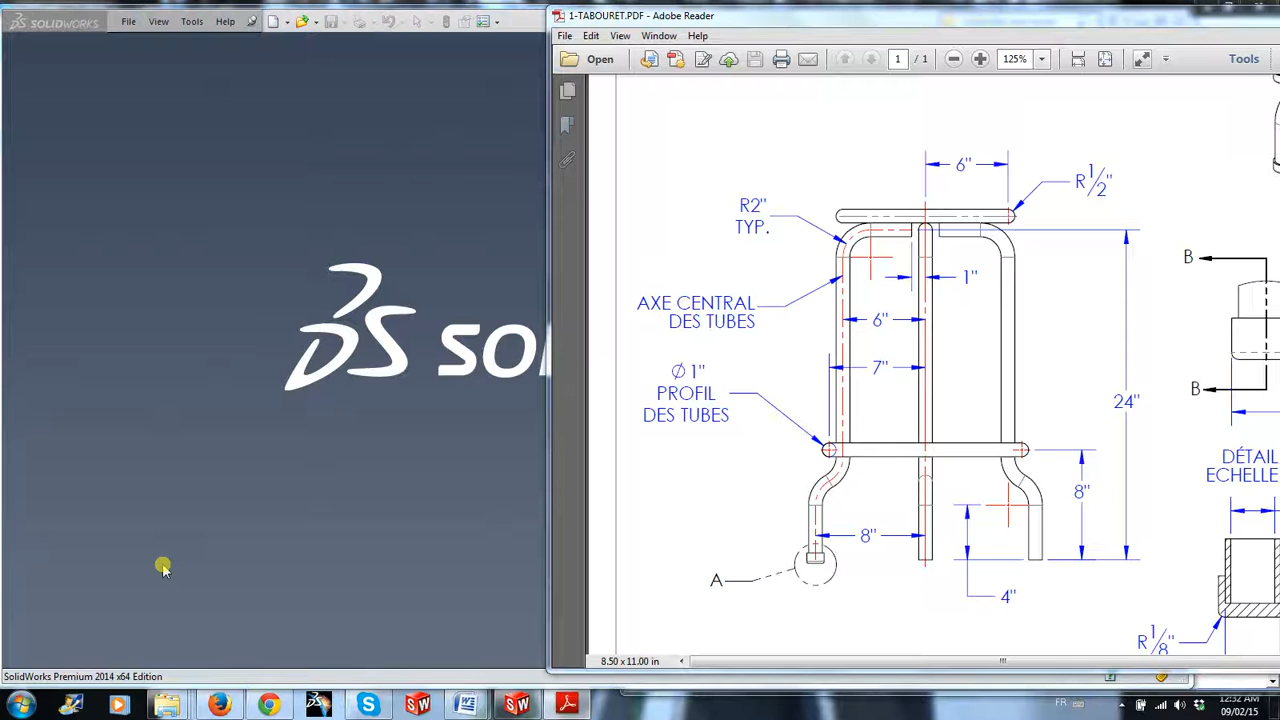 SOLIDWORKS File View Tools Help
1-TABOURET.PDF - Adobe Reader
File Edit View Window Help
Open 1 / 1 125% Tools
6"
R1/2"
R2"
TYP.
B
1"
AXE CENTRAL
DES TUBES
6"
7"
Ø 1"
PROFIL
DES TUBES
24"
B
DÉTAIL
ECHELLE
8"
8"
A
4"
R1/8"
DS SO
8.50 x 11.00 in
SolidWorks Premium 2014 x64 Edition
FR
12:32 AM
09/02/15